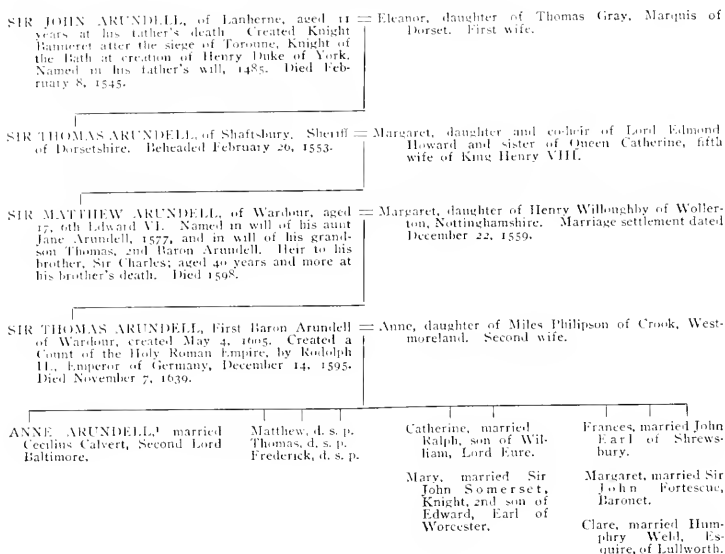 SIR JOHN ARUNDELL, of Lanherne, aged 11
years at his father's death Created Knight
Banneret after the siege of Toronne, Knight of
the Bath at creation of Henry Duke of York.
Named in his father's will, 1485. Died Feb-
ruary 8, 1545.
= Eleanor, daughter of Thomas Gray, Marquis of
Dorset. First wife.
SIR THOMAS ARUNDELL, of Shaftsbury, Sheriff
of Dorsetshire. Beheaded February 26, 1553.
= Margaret, daughter and co-heir of Lord Edmond
Howard and sister of Queen Catherine, fifth
wife of King Henry VIII.
SIR MATTHEW ARUNDELL, of Wardour, aged
17, 6th Edward VI. Named in will of his aunt
Jane Arundell, 1577, and in will of his grand-
son Thomas, 2nd Baron Arundell. Heir to his
brother, Sir Charles; aged 40 years and more at
his brother's death. Died 1598.
= Margaret, daughter of Henry Willoughby of Woller-
ton, Nottinghamshire. Marriage settlement dated
December 22, 1559.
SIR THOMAS ARUNDELL, First Baron Arundell
of Wardour, created May 4, 1605. Created a
Count of the Holy Roman Empire, by Rodolph
II., Emperor of Germany, December 14, 1595.
Died November 7, 1639.
= Anne, daughter of Miles Philipson of Crook, West-
moreland. Second wife.
ANNE ARUNDELL,¹ married
Cecilius Calvert, Second Lord
Baltimore.
Matthew, d. s. p.
Thomas, d. s. p.
Frederick, d. s. p.
Catherine, married
Ralph, son of Wil-
liam, Lord Eure.
Mary, married Sir
John Somerset,
Knight, 2nd son of
Edward, Earl of
Worcester.
Frances, married John
Earl of Shrews-
bury.
Margaret, married Sir
John Fortescue,
Baronet.
Clare, married Hum-
phry Weld, Es-
quire, of Lullworth.